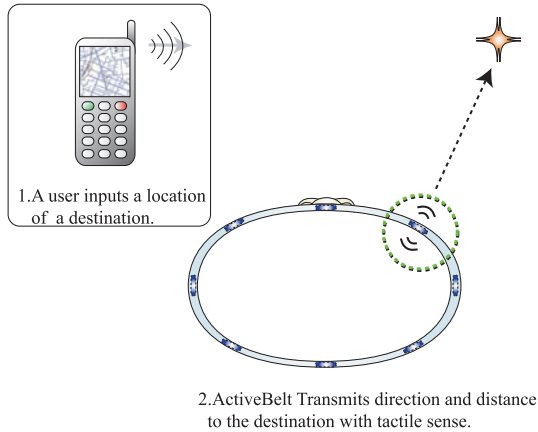 1.A user inputs a location
of a destination.
2.ActiveBelt Transmits direction and distance
to the destination with tactile sense.